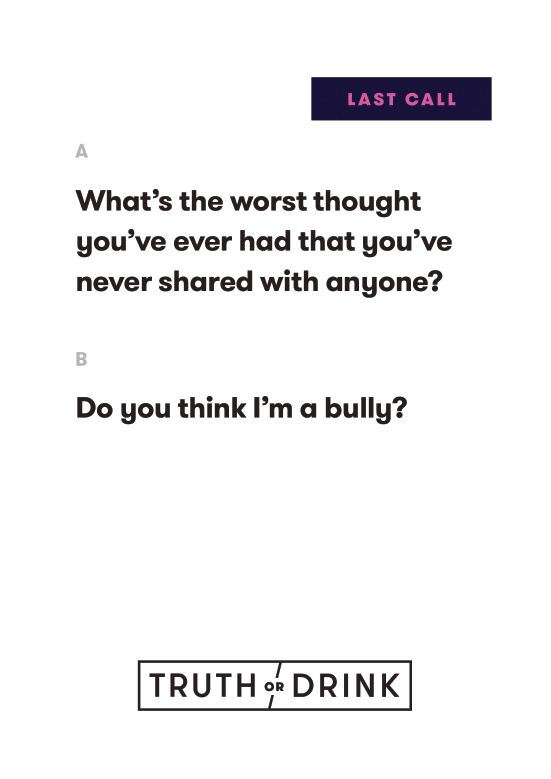 LAST CALL
A
What’s the worst thought
you’ve ever had that you’ve
never shared with anyone?
B
Do you think I’m a bully?
TRUTH OR DRINK